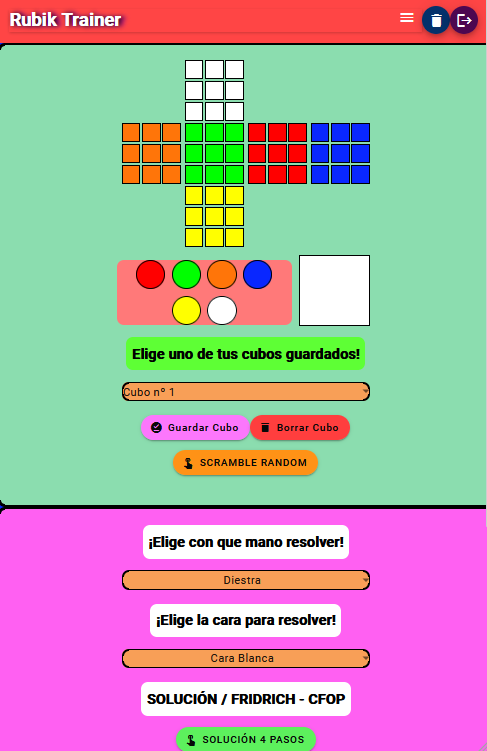 Rubik Trainer
Elige uno de tus cubos guardados!
Cubo nº 1
Guardar Cubo
Borrar Cubo
SCRAMBLE RANDOM
¡Elige con que mano resolver!
Diestra
¡Elige la cara para resolver!
Cara Blanca
SOLUCIÓN / FRIDRICH - CFOP
SOLUCIÓN 4 PASOS